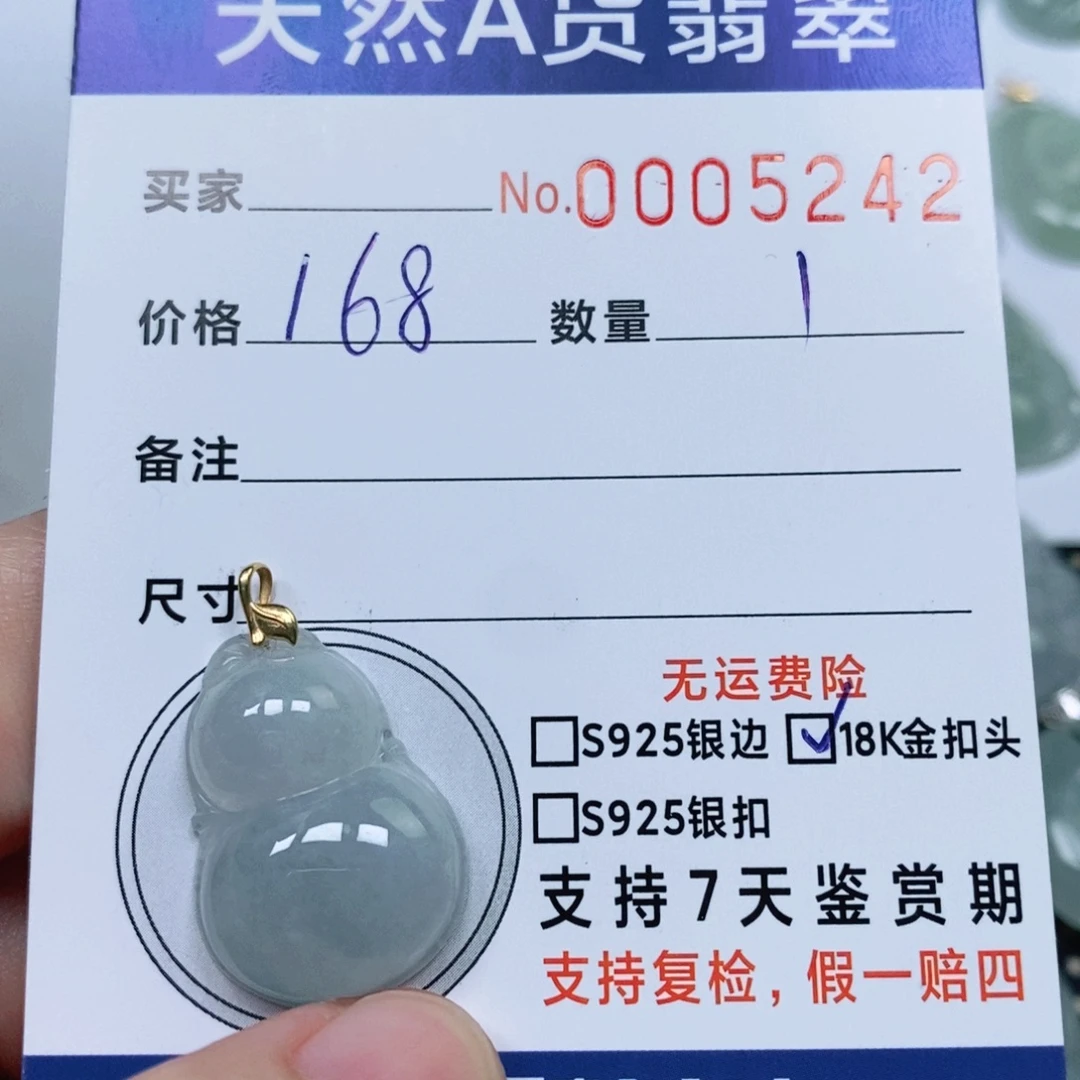 天然A货翡翠
买家 No.0005242
价格 168 数量 1
备注
尺寸
无运费险
S925银边 18K金扣头
S925银扣
支持7天鉴赏期
支持复检，假一赔四